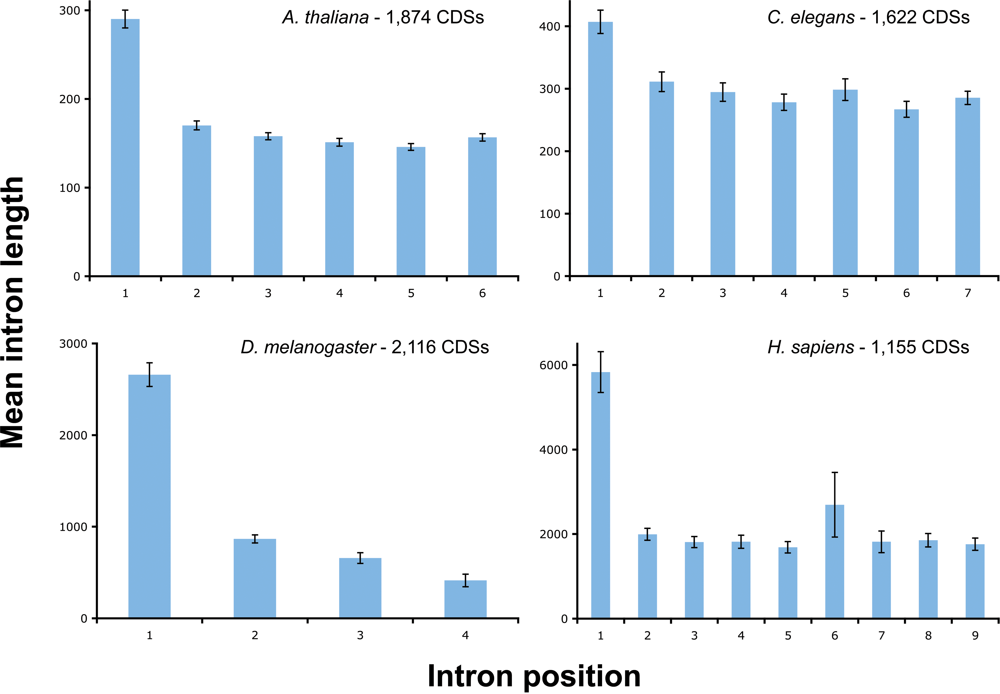 Mean intron length
A. thaliana - 1,874 CDSs
300
200
100
0
1 2 3 4 5 6
C. elegans - 1,622 CDSs
400
300
200
100
0
1 2 3 4 5 6 7
D. melanogaster - 2,116 CDSs
3000
2000
1000
0
1 2 3 4
H. sapiens - 1,155 CDSs
6000
4000
2000
0
1 2 3 4 5 6 7 8 9
Intron position